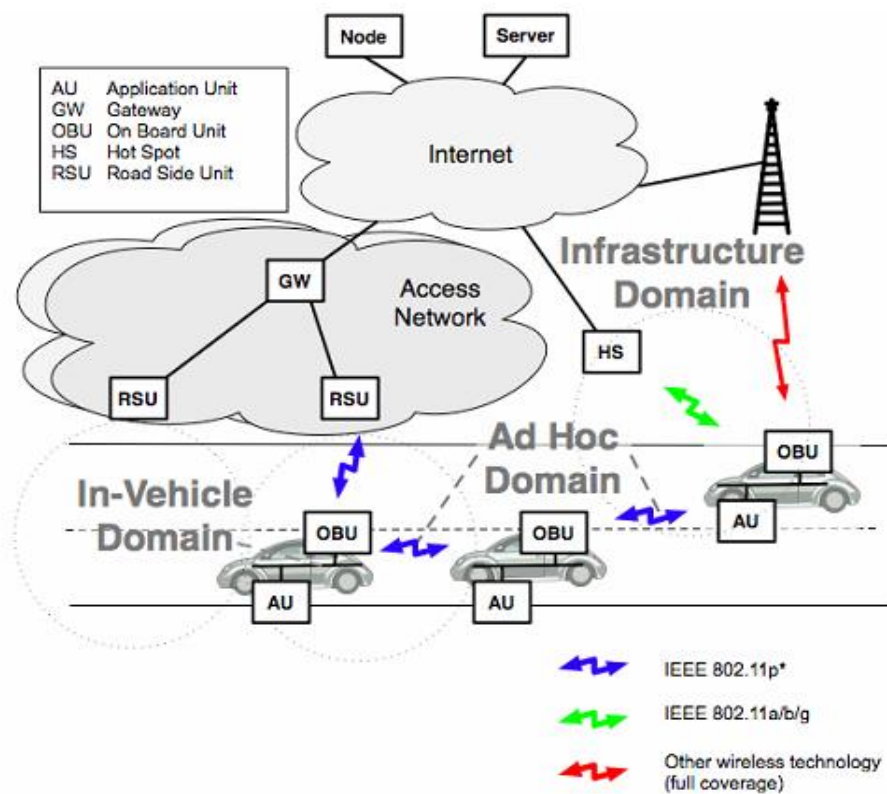 Node
Server
AU Application Unit
GW Gateway
OBU On Board Unit
HS Hot Spot
RSU Road Side Unit
Internet
Infrastructure
Domain
GW
Access
Network
HS
RSU
RSU
Ad Hoc
Domain
OBU
In-Vehicle
Domain
AU
OBU
OBU
AU
AU
IEEE 802.11p*
IEEE 802.11a/b/g
Other wireless technology
(full coverage)